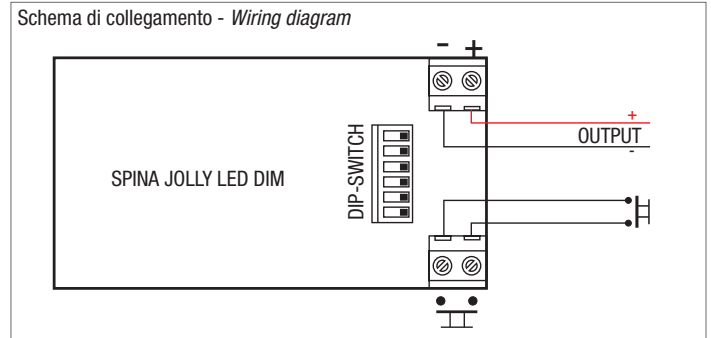 Schema di collegamento - Wiring diagram
- +
SPINA JOLLY LED DIM
DIP-SWITCH
+
OUTPUT
-